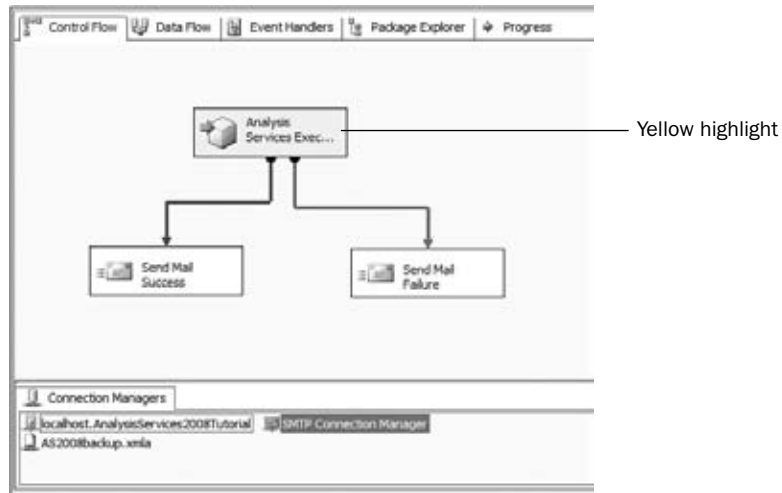 Control Flow
Data Flow
Event Handlers
Package Explorer
Progress
Analysis
Services Exec...
Yellow highlight
Send Mail
Success
Send Mail
Failure
Connection Managers
localhost.AnalysisServices2008Tutorial
SMTP Connection Manager
AS2008backup.xmla